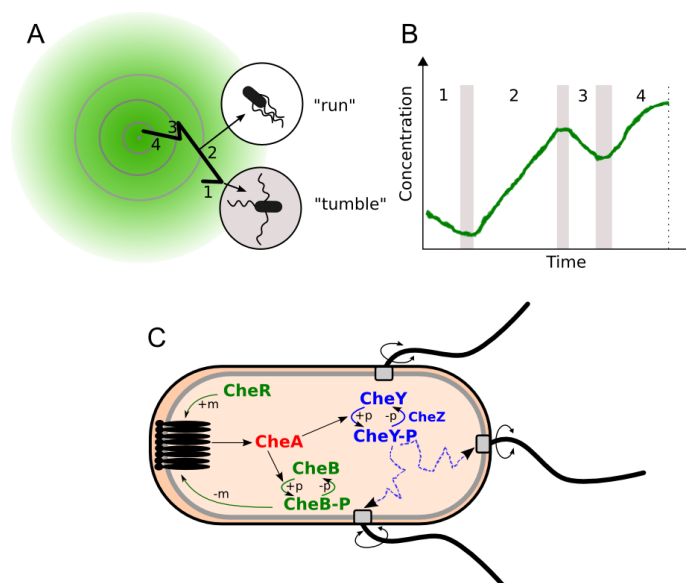 A
"run"
"tumble"
3
4
2
1
B
Concentration
1 2 3 4
Time
C
CheR
+m
CheA
CheY
+p -p CheZ
CheY-P
CheB
+p -p
CheB-P
-m